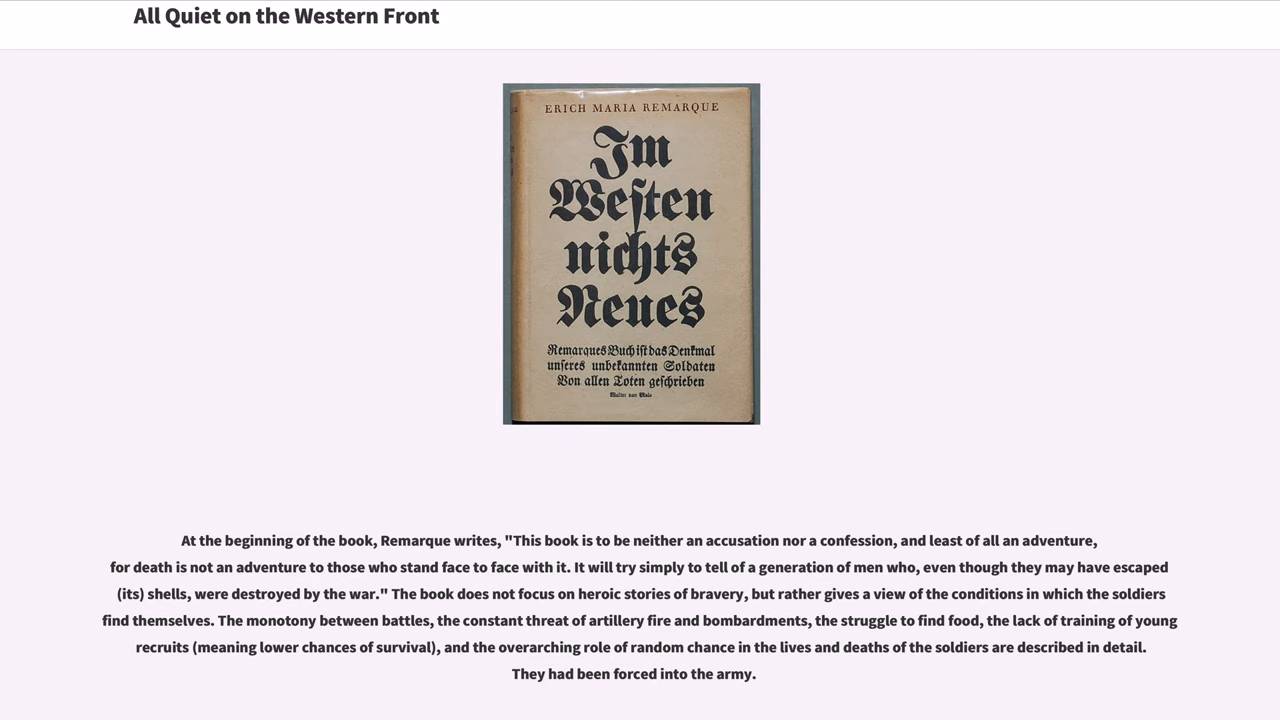 All Quiet on the Western Front
ERICH MARIA REMARQUE
Im
Weſten
nichts
Neues
Remarques Buch iſt das Denkmal
unſeres unbekannten Soldaten
Von allen Toten geſchrieben
Walter von Molo
At the beginning of the book, Remarque writes, "This book is to be neither an accusation nor a confession, and least of all an adventure,
for death is not an adventure to those who stand face to face with it. It will try simply to tell of a generation of men who, even though they may have escaped
(its) shells, were destroyed by the war." The book does not focus on heroic stories of bravery, but rather gives a view of the conditions in which the soldiers
find themselves. The monotony between battles, the constant threat of artillery fire and bombardments, the struggle to find food, the lack of training of young
recruits (meaning lower chances of survival), and the overarching role of random chance in the lives and deaths of the soldiers are described in detail.
They had been forced into the army.